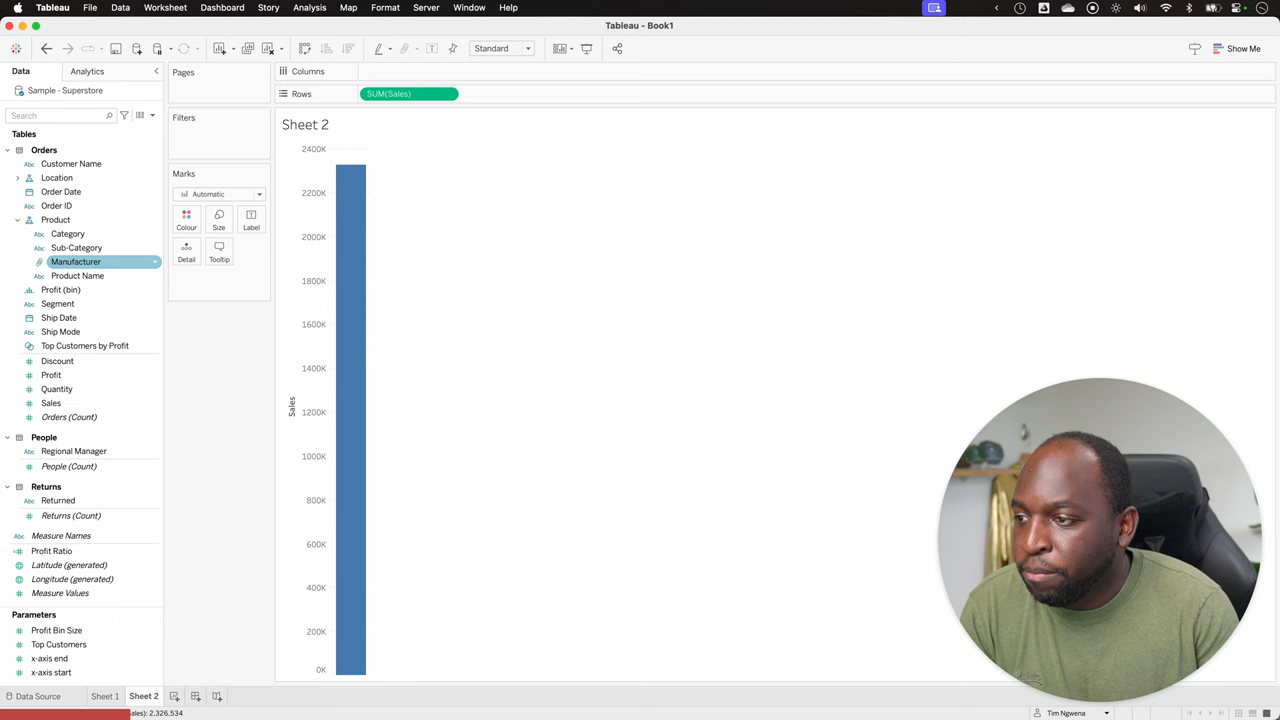 Tableau File Data Worksheet Dashboard Story Analysis Map Format Server Window Help
Tableau - Book1
Standard
Show Me
Data Analytics
Sample - Superstore
Search
Tables
Orders
Customer Name
Location
Order Date
Order ID
Product
Category
Sub-Category
Manufacturer
Product Name
Profit (bin)
Segment
Ship Date
Ship Mode
Top Customers by Profit
Discount
Profit
Quantity
Sales
Orders (Count)
People
Regional Manager
People (Count)
Returns
Returned
Returns (Count)
Measure Names
Profit Ratio
Latitude (generated)
Longitude (generated)
Measure Values
Parameters
Profit Bin Size
Top Customers
x-axis end
x-axis start
Pages
Filters
Marks
Automatic
Colour Size Label
Detail Tooltip
Columns
Rows SUM(Sales)
Sheet 2
2400K
2200K
2000K
1800K
1600K
1400K
1200K
1000K
800K
600K
400K
200K
0K
Sales
Data Source Sheet 1 Sheet 2
ales): 2,326,534
Tim Ngwena